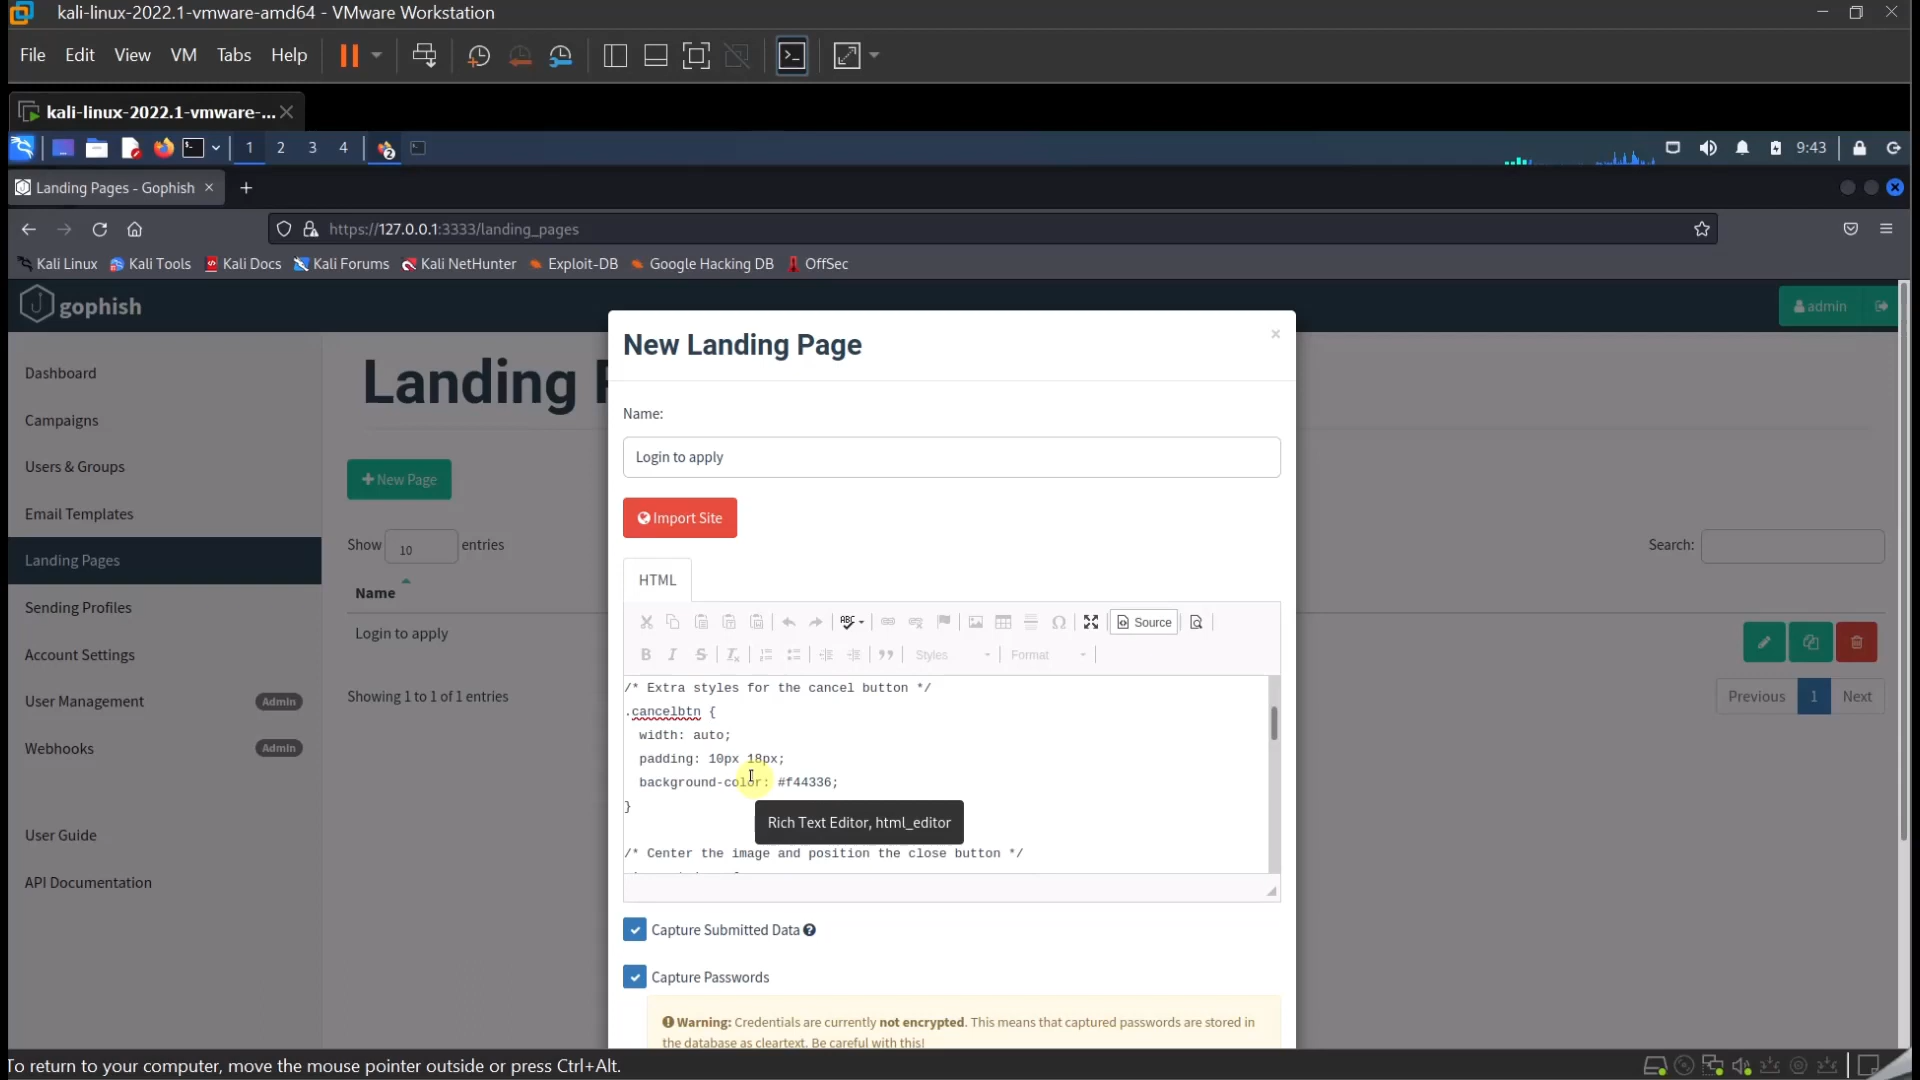 kali-linux-2022.1-vmware-amd64 - VMware Workstation
File Edit View VM Tabs Help
kali-linux-2022.1-vmware-...
1 2 3 4 2 9:43
Landing Pages - Gophish
https://127.0.0.1:3333/landing_pages
Kali Linux Kali Tools Kali Docs Kali Forums Kali NetHunter Exploit-DB Google Hacking DB OffSec
gophish
admin
Dashboard
Campaigns
Users & Groups
Email Templates
Landing Pages
Sending Profiles
Account Settings
User Management Admin
Webhooks Admin
User Guide
API Documentation
Landing P
New Page
Show 10 entries
Search:
Name
Login to apply
Showing 1 to 1 of 1 entries
Previous 1 Next
New Landing Page
Name:
Login to apply
Import Site
HTML
ABC Source
B I S Styles Format
/* Extra styles for the cancel button */
.cancelbtn {
width: auto;
padding: 10px 18px;
background-color: #f44336;
}
Rich Text Editor, html_editor
/* Center the image and position the close button */
Capture Submitted Data
Capture Passwords
Warning: Credentials are currently not encrypted. This means that captured passwords are stored in
the database as cleartext. Be careful with this!
To return to your computer, move the mouse pointer outside or press Ctrl+Alt.